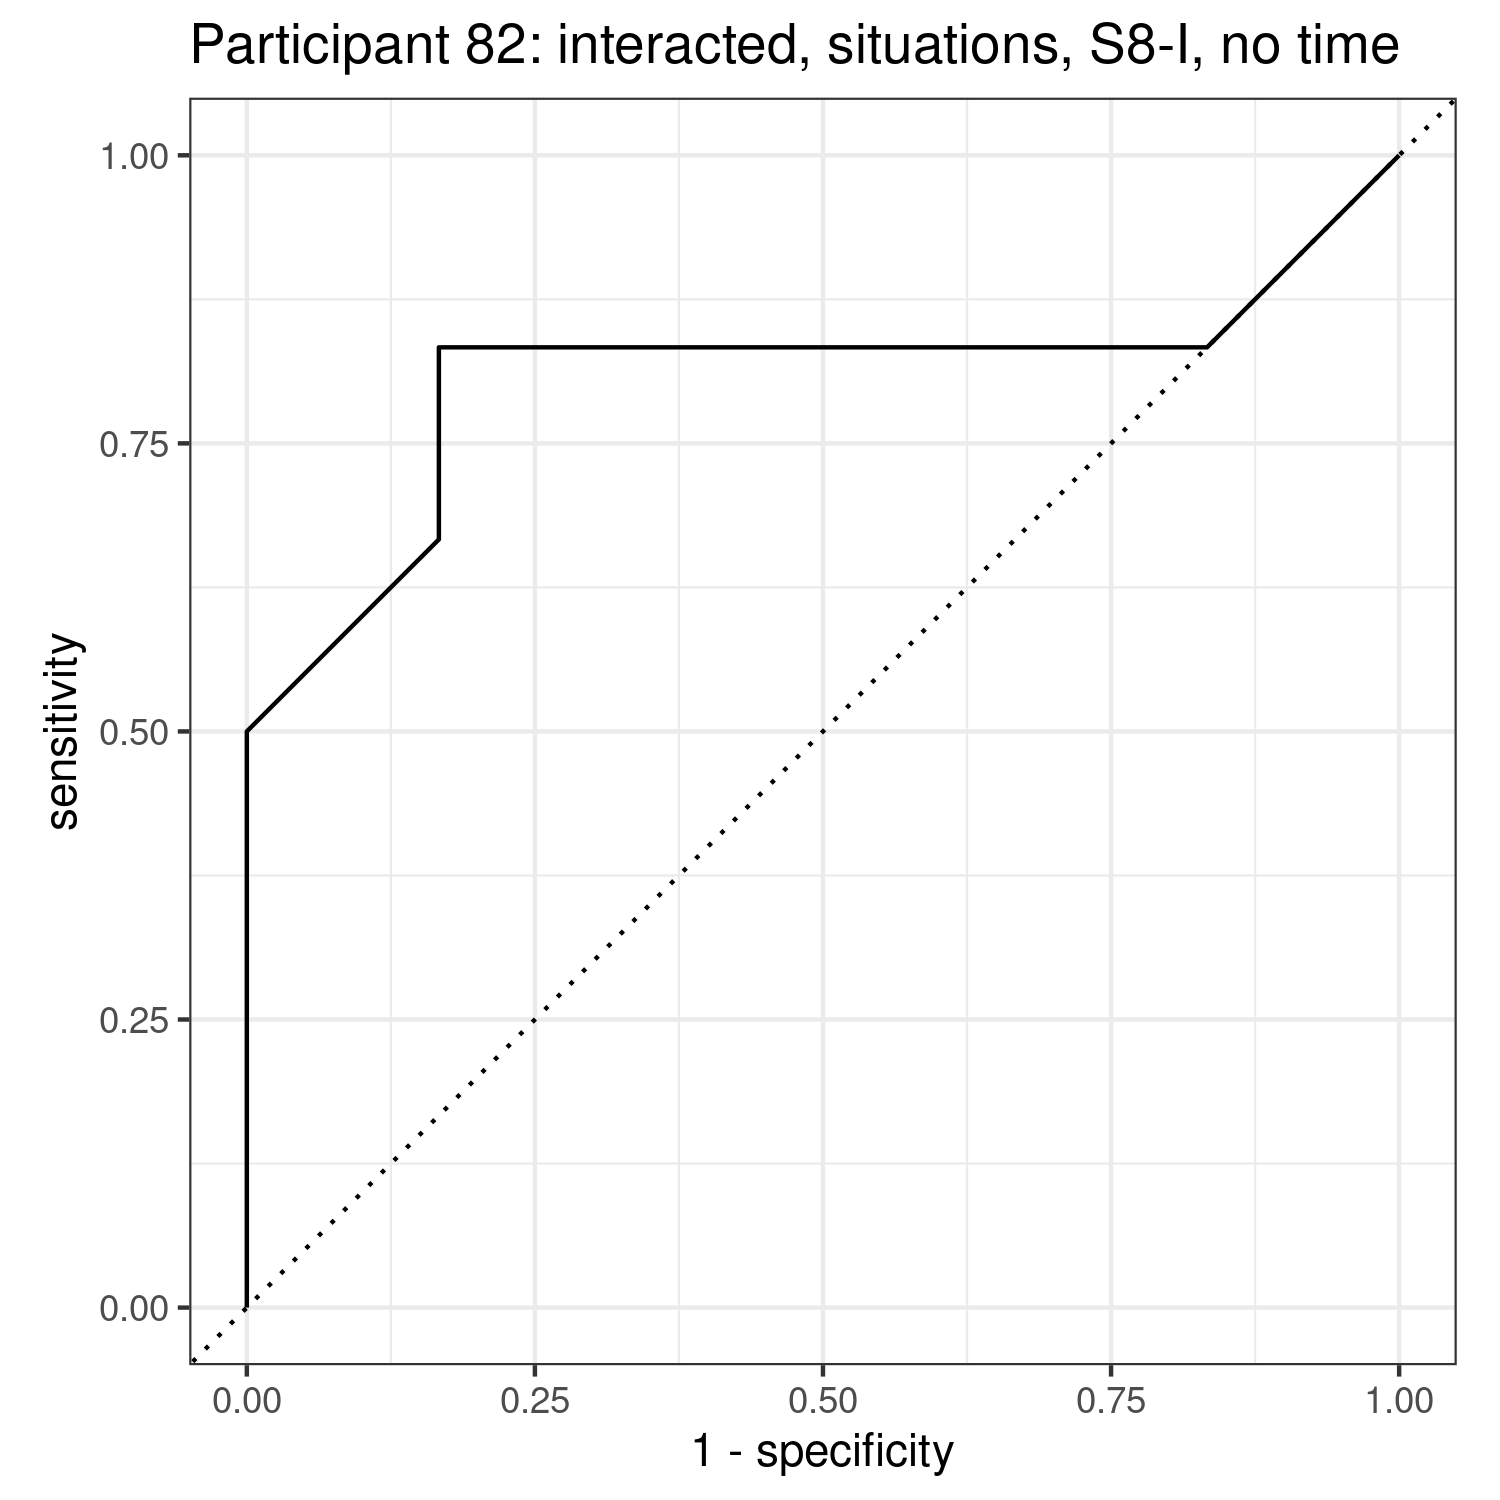 Participant 82: interacted, situations, S8-I, no time
1.00
0.75
0.50
0.25
0.00
sensitivity
0.00 0.25 0.50 0.75 1.00
1 - specificity